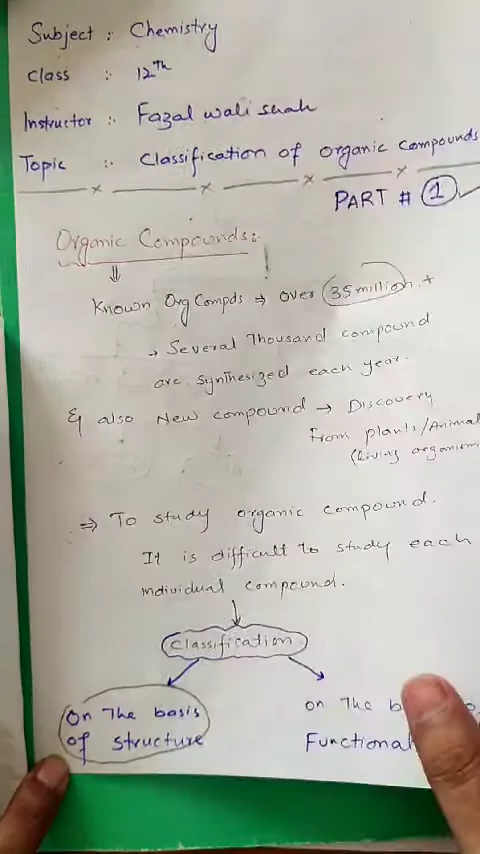 Subject : Chemistry
Class : 12th
Instructor :- Fazal wali shah
Topic :- Classification of organic compounds
PART # 1
Organic Compounds:-
Known Org Compds → over 35 million +
→ Several Thousand compound
are synthesized each year.
& also New compound → Discovery
From plants/Animal
(living organism
⇒ To study organic compound.
It is difficult to study each
individual compound.
Classification
On The basis
of structure
on The b
Functional